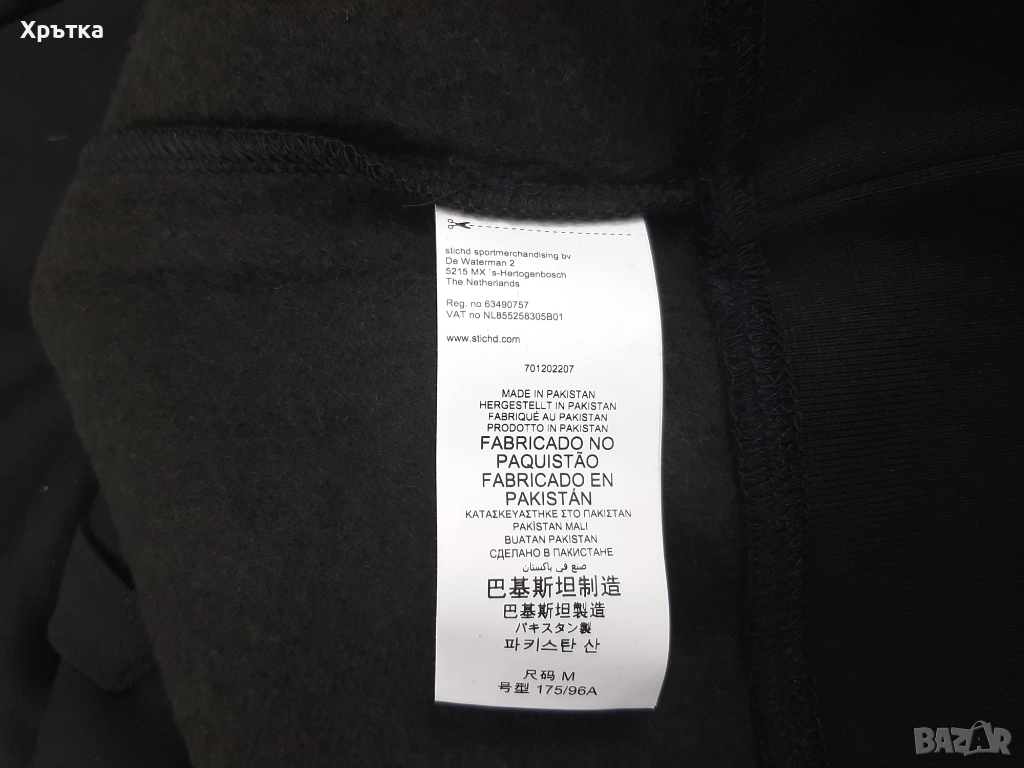 Хрътка
stichd sportmerchandising bv
De Waterman 2
5215 MX `s-Hertogenbosch
The Netherlands
Reg. no 63490757
VAT no NL855258305B01
www.stichd.com
701202207
MADE IN PAKISTAN
HERGESTELLT IN PAKISTAN
FABRIQUÉ AU PAKISTAN
PRODOTTO IN PAKISTAN
FABRICADO NO
PAQUISTÃO
FABRICADO EN
PAKISTÁN
ΚΑΤΑΣΚΕΥΑΣΤΗΚΕ ΣΤΟ ΠΑΚΙΣΤΑΝ
PAKİSTAN MALI
BUATAN PAKISTAN
СДЕЛАНО В ПАКИСТАНЕ
صنع في باكستان
巴基斯坦制造
巴基斯坦製造
パキスタン製
파키스탄 산
尺码 M
号型 175/96A
BAZAR